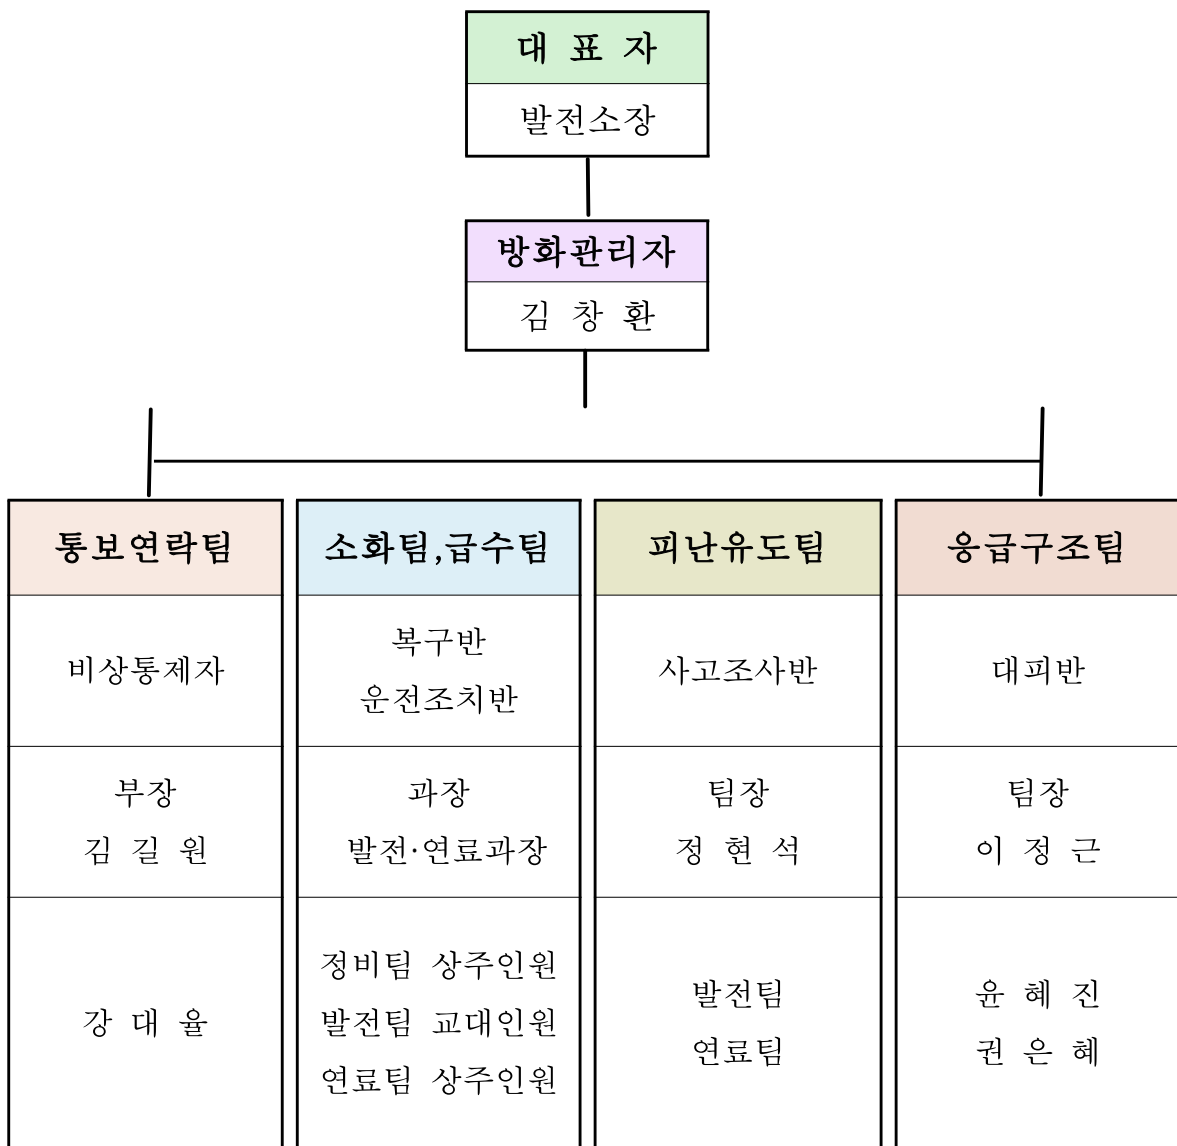 대 표 자
발전소장
방화관리자
김 창 환
통보연락팀
비상통제자
부장
김 길 원
강 대 율
소화팀,급수팀
복구반
운전조치반
과장
발전·연료과장
정비팀 상주인원
발전팀 교대인원
연료팀 상주인원
피난유도팀
사고조사반
팀장
정 현 석
발전팀
연료팀
응급구조팀
대피반
팀장
이 정 근
윤 혜 진
권 은 혜